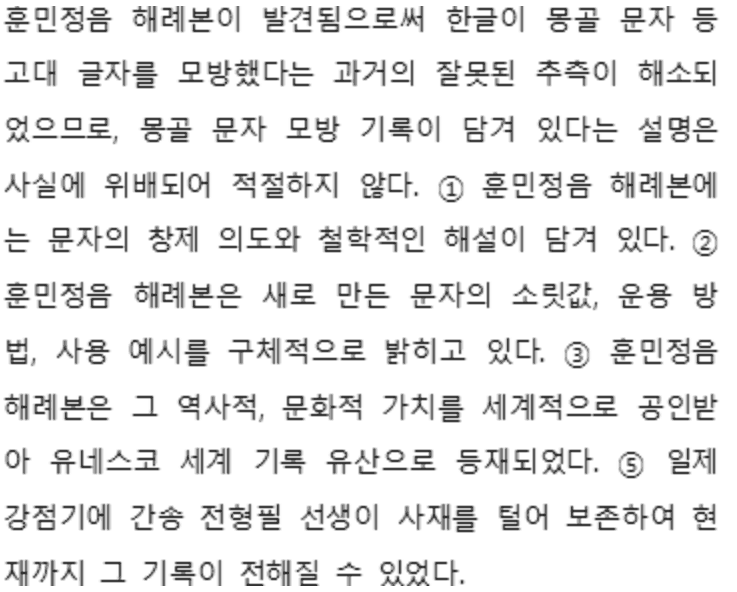 훈민정음 해례본이 발견됨으로써 한글이 몽골 문자 등
고대 글자를 모방했다는 과거의 잘못된 추측이 해소되
었으므로, 몽골 문자 모방 기록이 담겨 있다는 설명은
사실에 위배되어 적절하지 않다. ① 훈민정음 해례본에
는 문자의 창제 의도와 철학적인 해설이 담겨 있다. ②
훈민정음 해례본은 새로 만든 문자의 소릿값, 운용 방
법, 사용 예시를 구체적으로 밝히고 있다. ③ 훈민정음
해례본은 그 역사적, 문화적 가치를 세계적으로 공인받
아 유네스코 세계 기록 유산으로 등재되었다. ⑤ 일제
강점기에 간송 전형필 선생이 사재를 털어 보존하여 현
재까지 그 기록이 전해질 수 있었다.